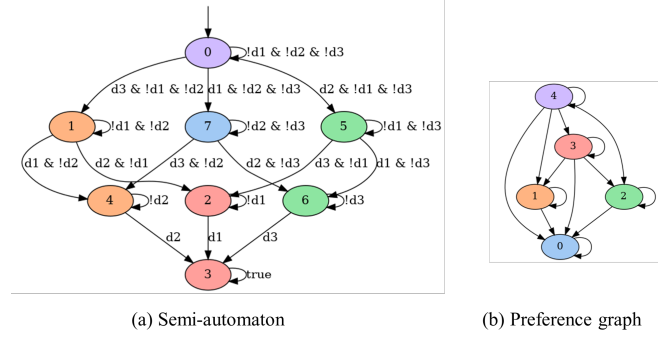 0
!d1 & !d2 & !d3
d3 & !d1 & !d2
d1 & !d2 & !d3
d2 & !d1 & !d3
1
!d1 & !d2
7
!d2 & !d3
5
!d1 & !d3
d1 & !d2
d2 & !d1
d3 & !d2
d2 & !d3
d3 & !d1
d1 & !d3
4
!d2
2
!d1
6
!d3
d2
d1
d3
3
true
4
3
1
2
0
(a) Semi-automaton
(b) Preference graph